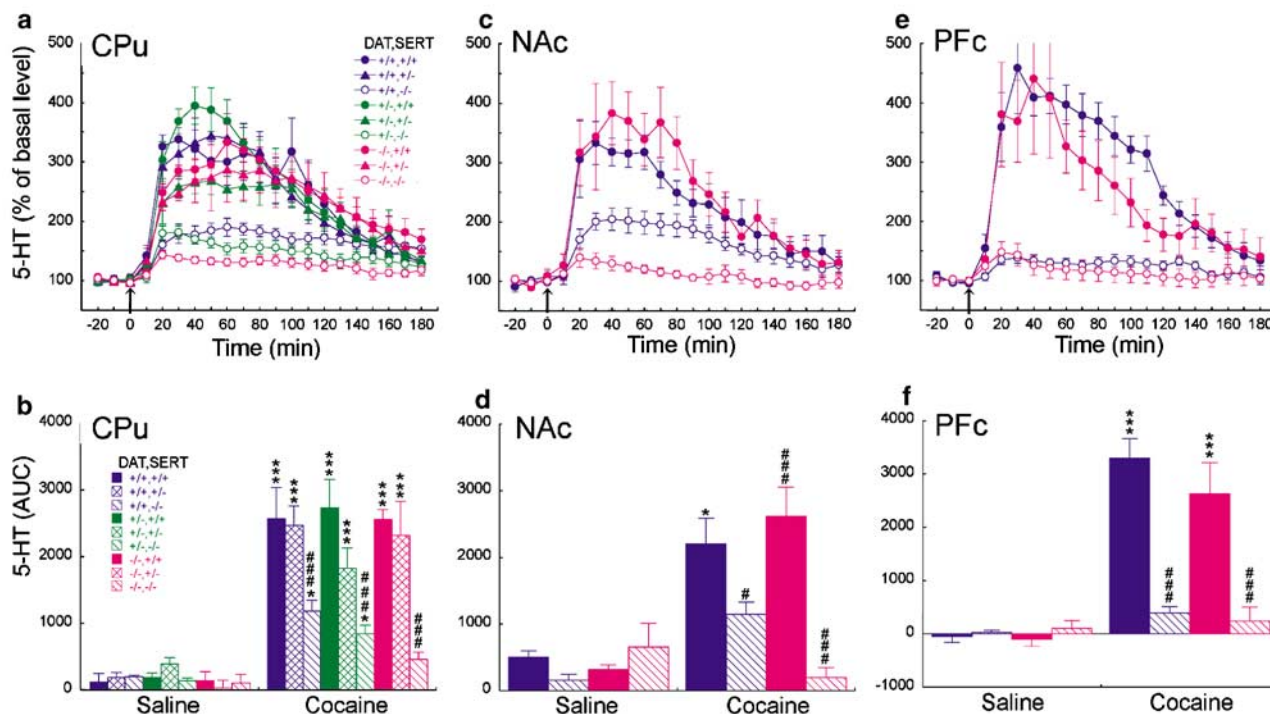 a
CPu
5-HT (% of basal level)
500
400
300
200
100
-20 0 20 40 60 80 100 120 140 160 180
Time (min)
DAT,SERT
+/+,+/+
+/+,+/-
+/+,-/-
+/-,+/+
+/-,+/-
+/-,-/-
-/-,+/+
-/-,+/-
-/-,-/-
c
NAc
500
400
300
200
100
-20 0 20 40 60 80 100 120 140 160 180
Time (min)
e
PFc
500
400
300
200
100
-20 0 20 40 60 80 100 120 140 160 180
Time (min)
b
CPu
5-HT (AUC)
4000
3000
2000
1000
0
DAT,SERT
+/+,+/+
+/+,+/-
+/+,-/-
+/-,+/+
+/-,+/-
+/-,-/-
-/-,+/+
-/-,+/-
-/-,-/-
*** *** ###* *** *** ###* *** *** ###
Saline Cocaine
d
NAc
4000
3000
2000
1000
0
* # ### ###
Saline Cocaine
f
PFc
4000
3000
2000
1000
0
-1000
*** ### *** ###
Saline Cocaine